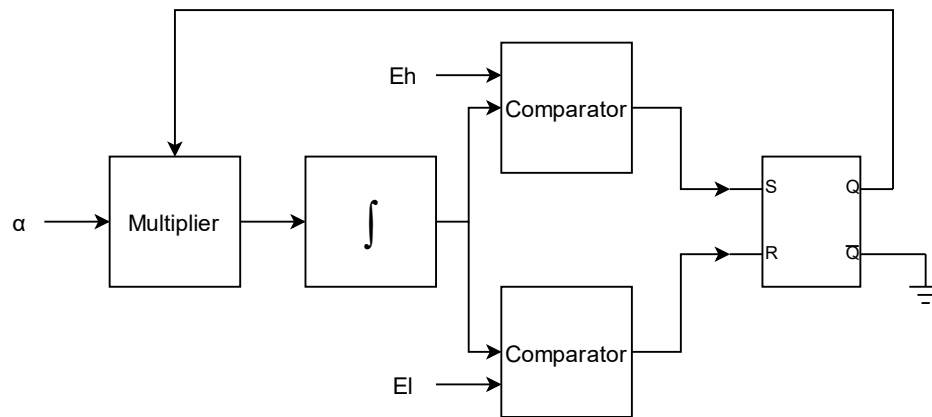 Eh
Comparator
α
Multiplier
∫
S
Q
R
Q̅
Comparator
El